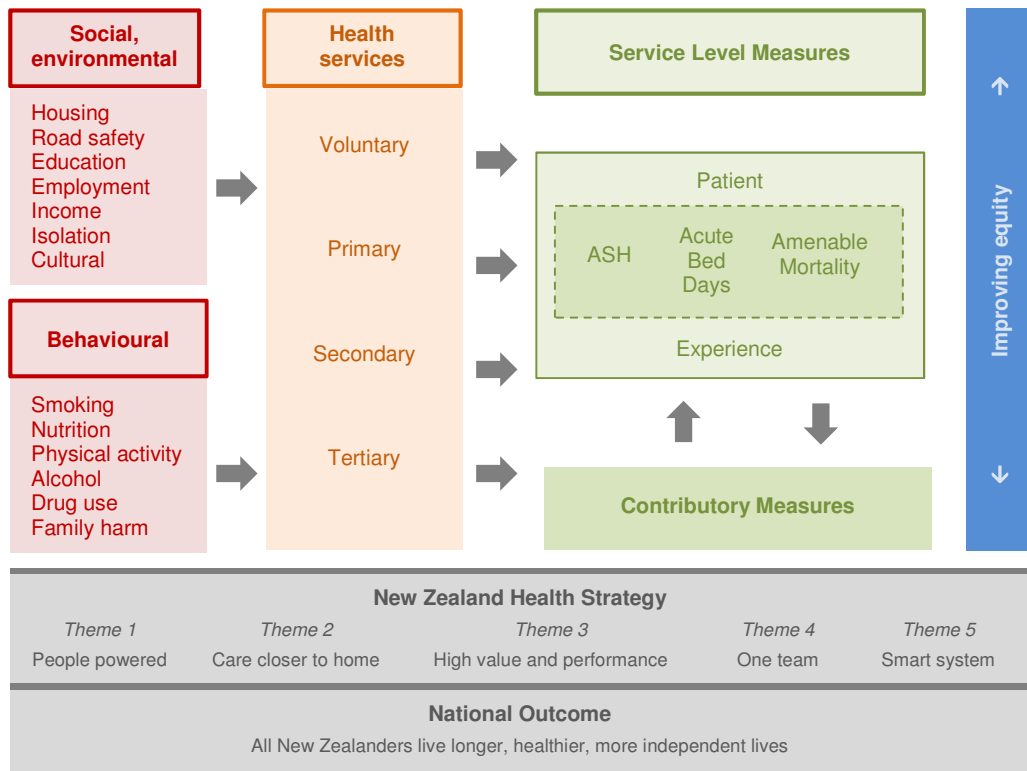 Social,
environmental
Housing
Road safety
Education
Employment
Income
Isolation
Cultural
Behavioural
Smoking
Nutrition
Physical activity
Alcohol
Drug use
Family harm
Health
services
Voluntary
Primary
Secondary
Tertiary
Service Level Measures
Patient
ASH
Acute
Bed
Days
Amenable
Mortality
Experience
Contributory Measures
Improving equity
New Zealand Health Strategy
Theme 1 Theme 2 Theme 3 Theme 4 Theme 5
People powered Care closer to home High value and performance One team Smart system
National Outcome
All New Zealanders live longer, healthier, more independent lives